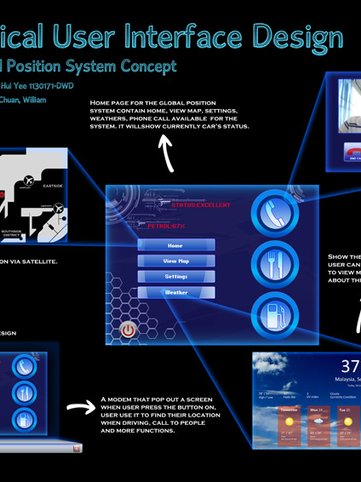 ical User Interface Design
l Position System Concept
Hui Yee 1130171-DWD
Chuan, William
Home page for the global position
system contain home, view map, settings,
weathers, phone call available for the
system. it willshow currently car's status.
EASTSIDE
SOUTHSIDE
DISTRICT
on via satellite.
STATUS:EXCELLENT
PETROL:67%
Home
View Map
Settings
Weather
Show the
user can
to view m
about th
esign
A modem that pop out a screen
when user press the button on,
user use it to find their location
when driving, call to people
and more functions.
37
Malaysia, Se
Tomorrow